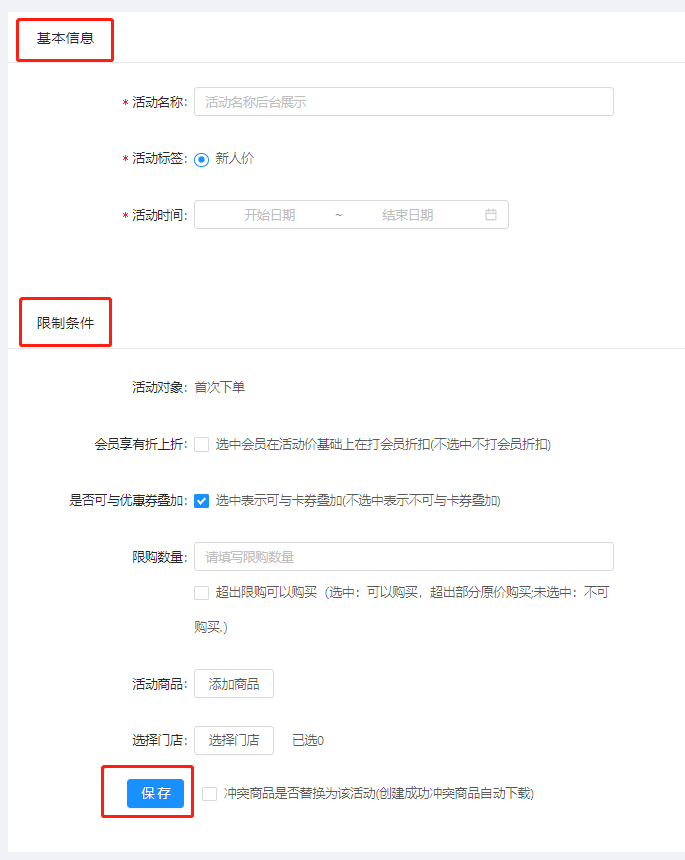 基本信息
* 活动名称: 活动名称后台展示
* 活动标签: 新人价
* 活动时间: 开始日期 ~ 结束日期
限制条件
活动对象: 首次下单
会员享有折上折: 选中会员在活动价基础上在打会员折扣(不选中不打会员折扣)
是否可与优惠券叠加: 选中表示可与卡券叠加(不选中表示不可与卡券叠加)
限购数量: 请填写限购数量
超出限购可以购买（选中：可以购买，超出部分原价购买;未选中：不可
购买.）
活动商品: 添加商品
选择门店: 选择门店 已选0
保存 冲突商品是否替换为该活动(创建成功冲突商品自动下载)